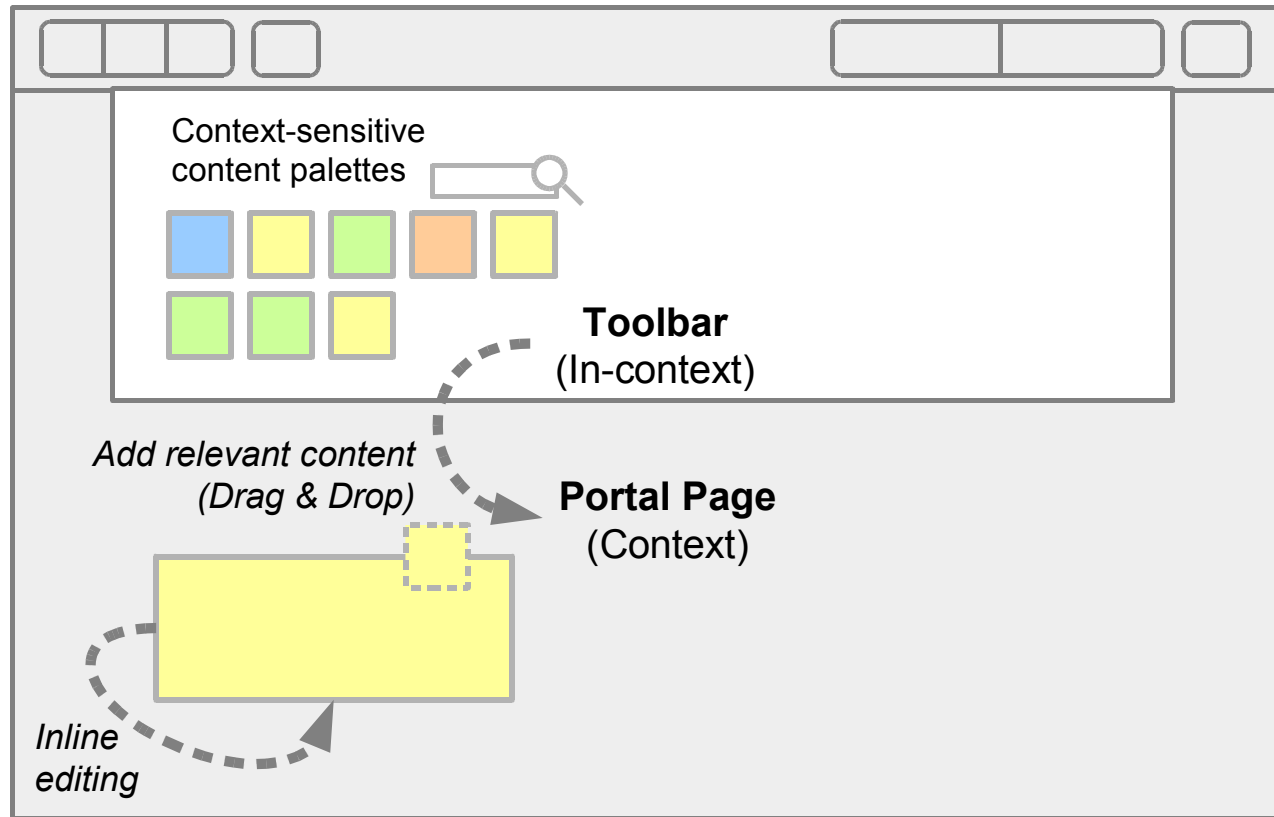 Context-sensitive
content palettes
Toolbar
(In-context)
Add relevant content
(Drag & Drop)
Portal Page
(Context)
Inline
editing